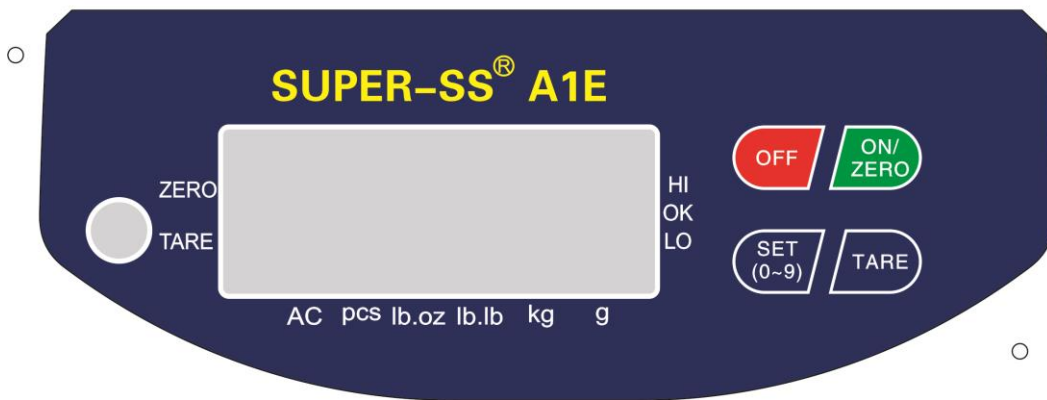 SUPER–SS® A1E
OFF
ON/
ZERO
ZERO
HI
OK
TARE
LO
SET
(0~9)
TARE
AC pcs lb.oz lb.lb kg g